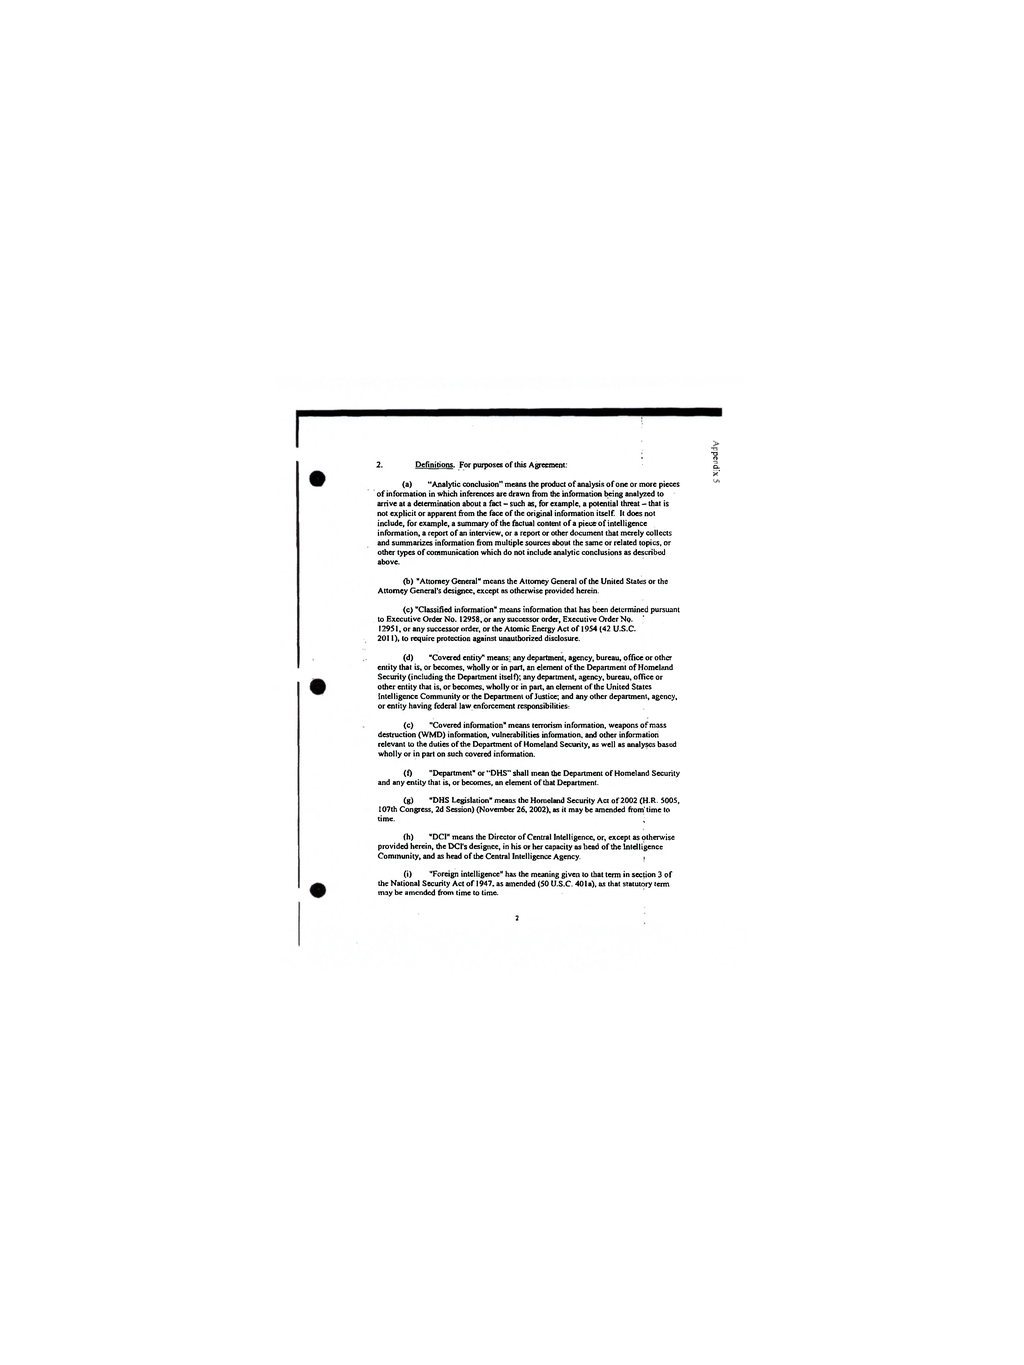 Appendix 5
2. Definitions. For purposes of this Agreement:
(a) "Analytic conclusion" means the product of analysis of one or more pieces
of information in which inferences are drawn from the information being analyzed to
arrive at a determination about a fact – such as, for example, a potential threat – that is
not explicit or apparent from the face of the original information itself. It does not
include, for example, a summary of the factual content of a piece of intelligence
information, a report of an interview, or a report or other document that merely collects
and summarizes information from multiple sources about the same or related topics, or
other types of communication which do not include analytic conclusions as described
above.
(b) "Attorney General" means the Attorney General of the United States or the
Attorney General's designee, except as otherwise provided herein.
(c) "Classified information" means information that has been determined pursuant
to Executive Order No. 12958, or any successor order, Executive Order No.
12951, or any successor order, or the Atomic Energy Act of 1954 (42 U.S.C.
2011), to require protection against unauthorized disclosure.
(d) "Covered entity" means: any department, agency, bureau, office or other
entity that is, or becomes, wholly or in part, an element of the Department of Homeland
Security (including the Department itself); any department, agency, bureau, office or
other entity that is, or becomes, wholly or in part, an element of the United States
Intelligence Community or the Department of Justice; and any other department, agency,
or entity having federal law enforcement responsibilities.
(e) "Covered information" means terrorism information, weapons of mass
destruction (WMD) information, vulnerabilities information, and other information
relevant to the duties of the Department of Homeland Security, as well as analyses based
wholly or in part on such covered information.
(f) "Department" or "DHS" shall mean the Department of Homeland Security
and any entity that is, or becomes, an element of that Department.
(g) "DHS Legislation" means the Homeland Security Act of 2002 (H.R. 5005,
107th Congress, 2d Session) (November 26, 2002), as it may be amended from time to
time.
(h) "DCI" means the Director of Central Intelligence, or, except as otherwise
provided herein, the DCI's designee, in his or her capacity as head of the Intelligence
Community, and as head of the Central Intelligence Agency.
(i) "Foreign intelligence" has the meaning given to that term in section 3 of
the National Security Act of 1947, as amended (50 U.S.C. 401a), as that statutory term
may be amended from time to time.
2